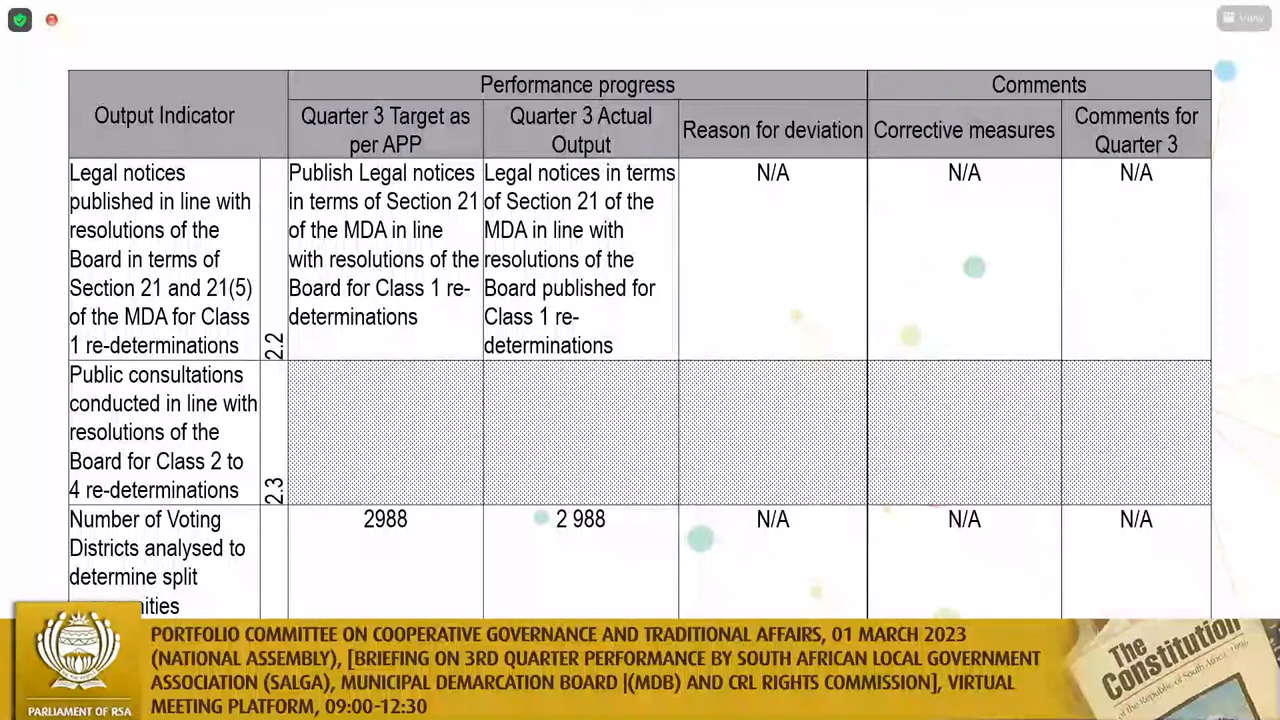 View
Output Indicator
Performance progress
Comments
Quarter 3 Target as
per APP
Quarter 3 Actual
Output
Reason for deviation
Corrective measures
Comments for
Quarter 3
Legal notices
published in line with
resolutions of the
Board in terms of
Section 21 and 21(5)
of the MDA for Class
1 re-determinations
2.2
Publish Legal notices
in terms of Section 21
of the MDA in line
with resolutions of the
Board for Class 1 re-
determinations
Legal notices in terms
of Section 21 of the
MDA in line with
resolutions of the
Board published for
Class 1 re-
determinations
N/A
N/A
N/A
Public consultations
conducted in line with
resolutions of the
Board for Class 2 to
4 re-determinations
2.3
Number of Voting
Districts analysed to
determine split
2988
2 988
N/A
N/A
N/A
PARLIAMENT OF RSA
PORTFOLIO COMMITTEE ON COOPERATIVE GOVERNANCE AND TRADITIONAL AFFAIRS, 01 MARCH 2023
(NATIONAL ASSEMBLY), [BRIEFING ON 3RD QUARTER PERFORMANCE BY SOUTH AFRICAN LOCAL GOVERNMENT
ASSOCIATION (SALGA), MUNICIPAL DEMARCATION BOARD |(MDB) AND CRL RIGHTS COMMISSION], VIRTUAL
MEETING PLATFORM, 09:00-12:30
The
Constitution
of the Republic of South Africa, 1996